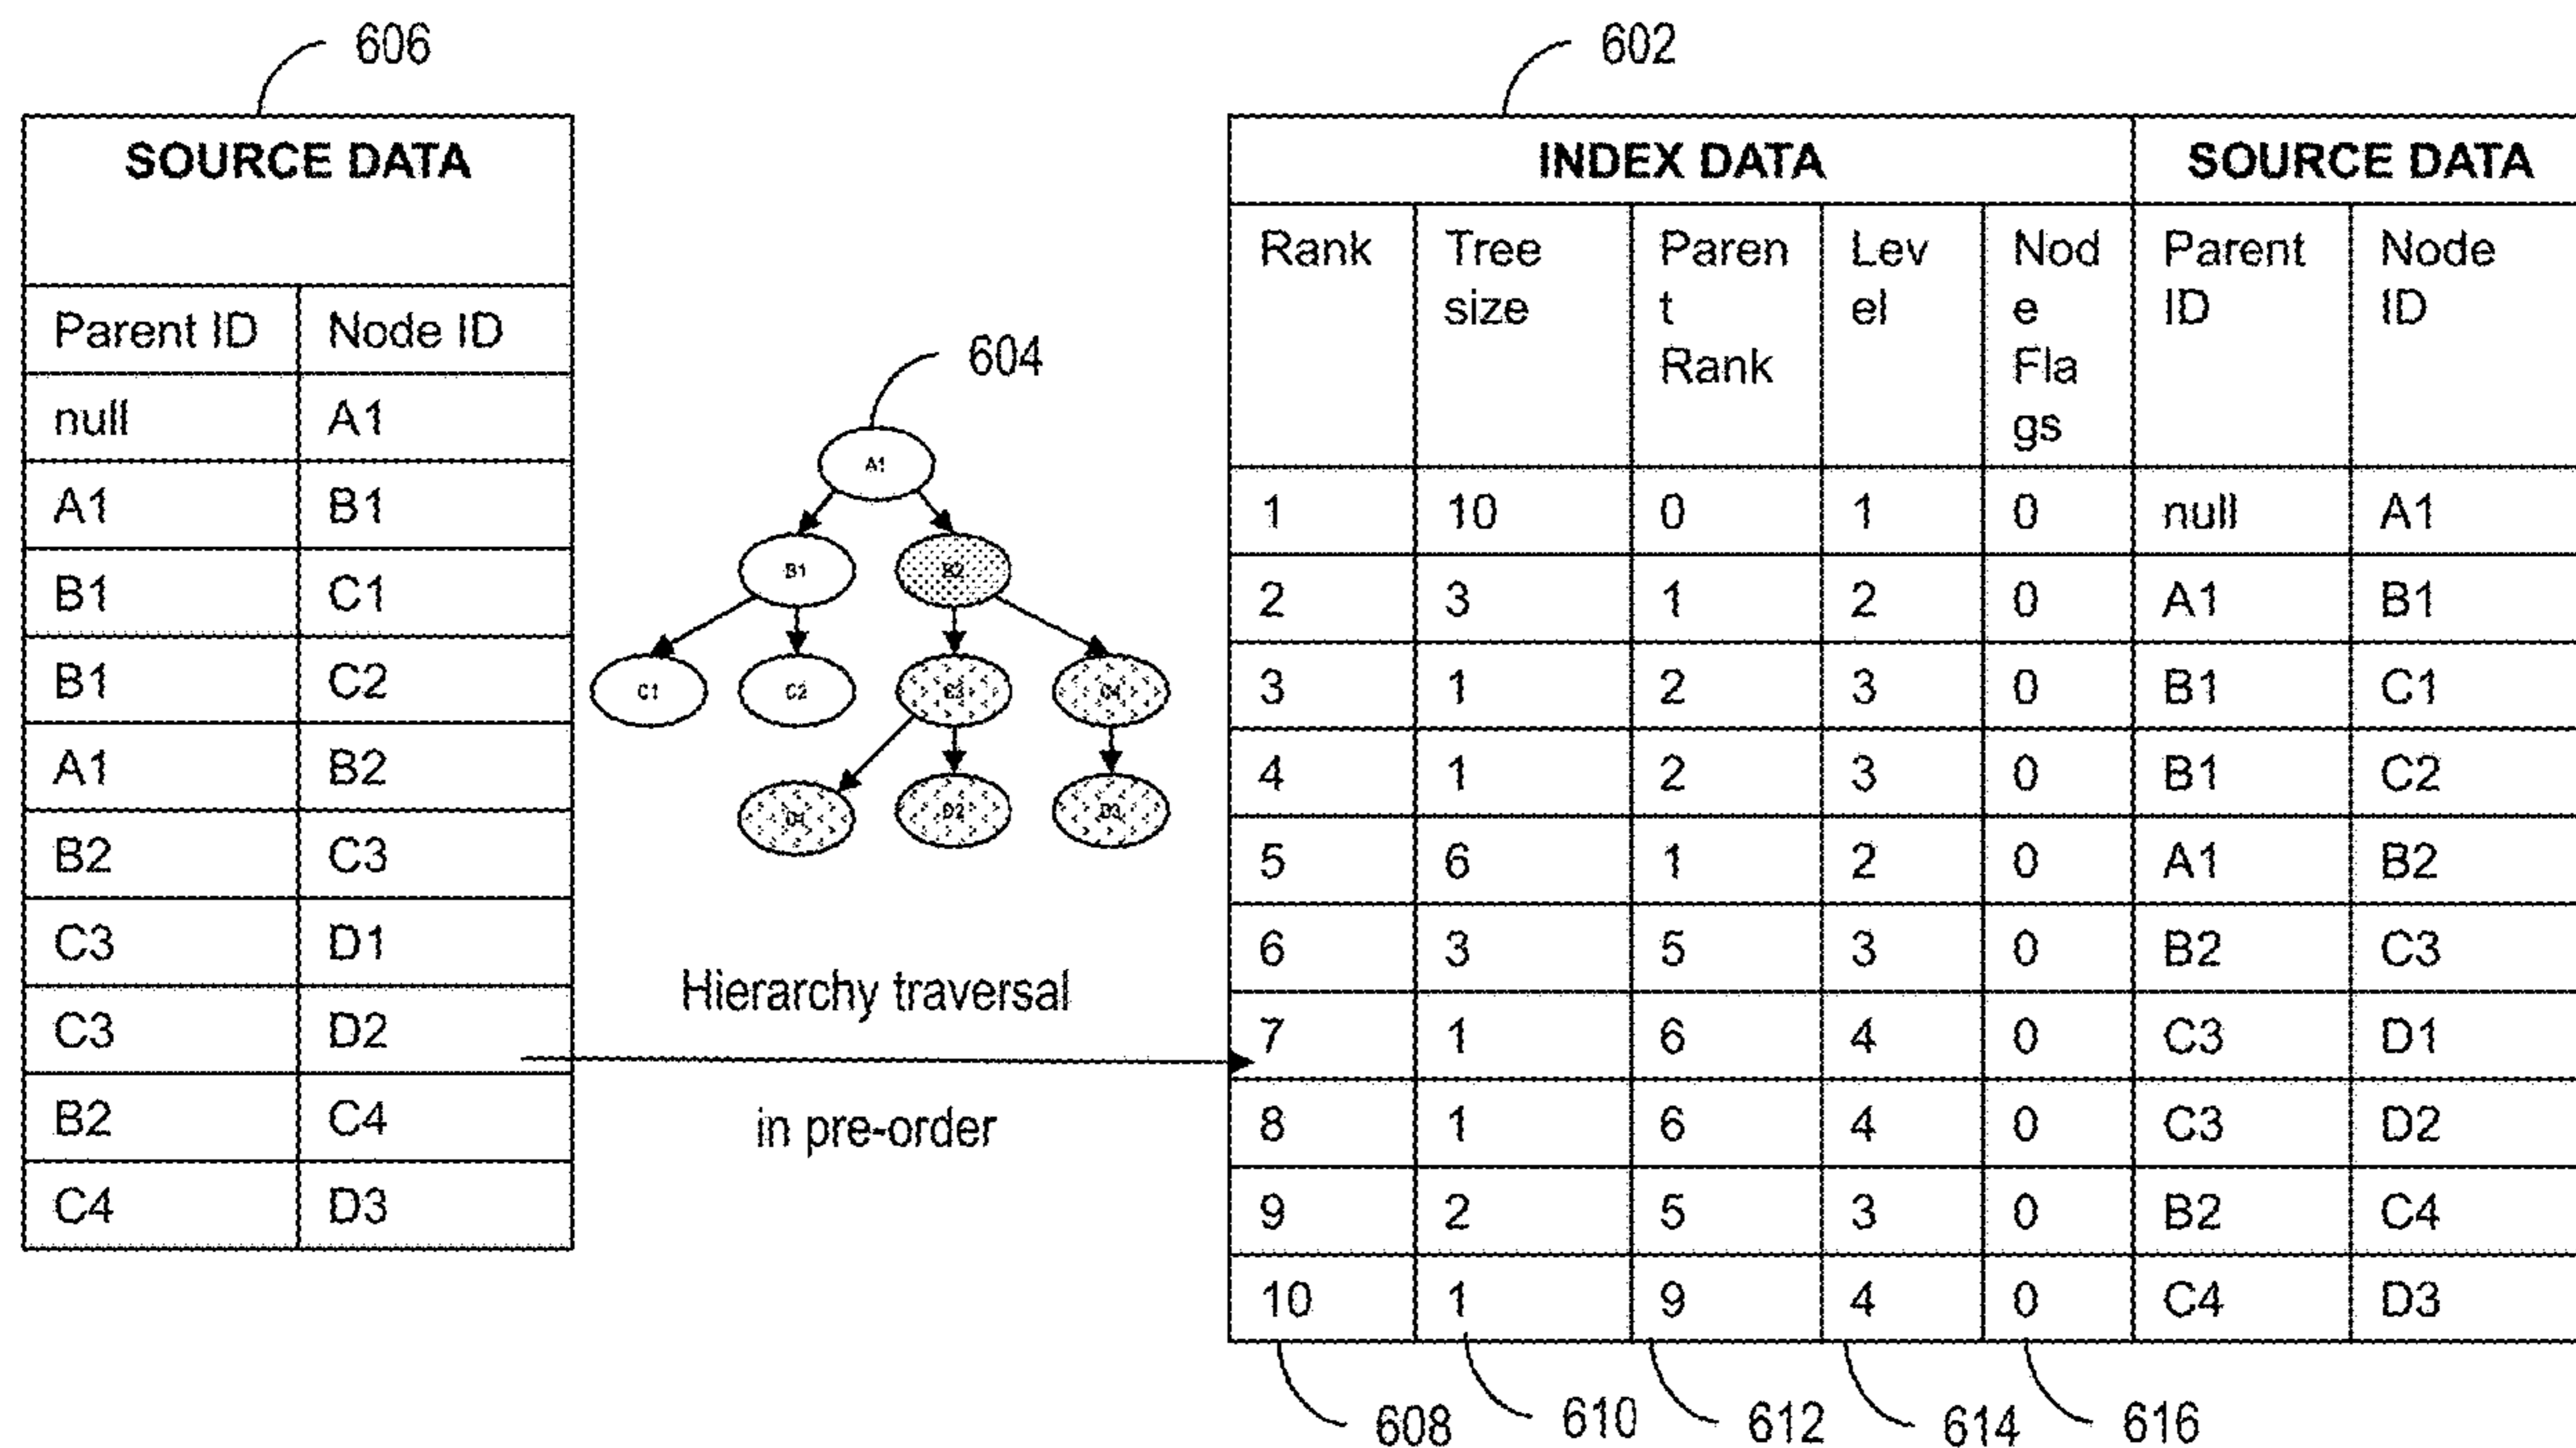 606
SOURCE DATA
Parent ID Node ID
null A1
A1 B1
B1 C1
B1 C2
A1 B2
B2 C3
C3 D1
C3 D2
B2 C4
C4 D3
604
A1
B1 B2
C1 C2 C3 C4
D1 D2 D3
Hierarchy traversal
in pre-order
602
INDEX DATA SOURCE DATA
Rank Tree Paren Lev Nod Parent Node
size t el e ID ID
Rank Fla
gs
1 10 0 1 0 null A1
2 3 1 2 0 A1 B1
3 1 2 3 0 B1 C1
4 1 2 3 0 B1 C2
5 6 1 2 0 A1 B2
6 3 5 3 0 B2 C3
7 1 6 4 0 C3 D1
8 1 6 4 0 C3 D2
9 2 5 3 0 B2 C4
10 1 9 4 0 C4 D3
608 610 612 614 616